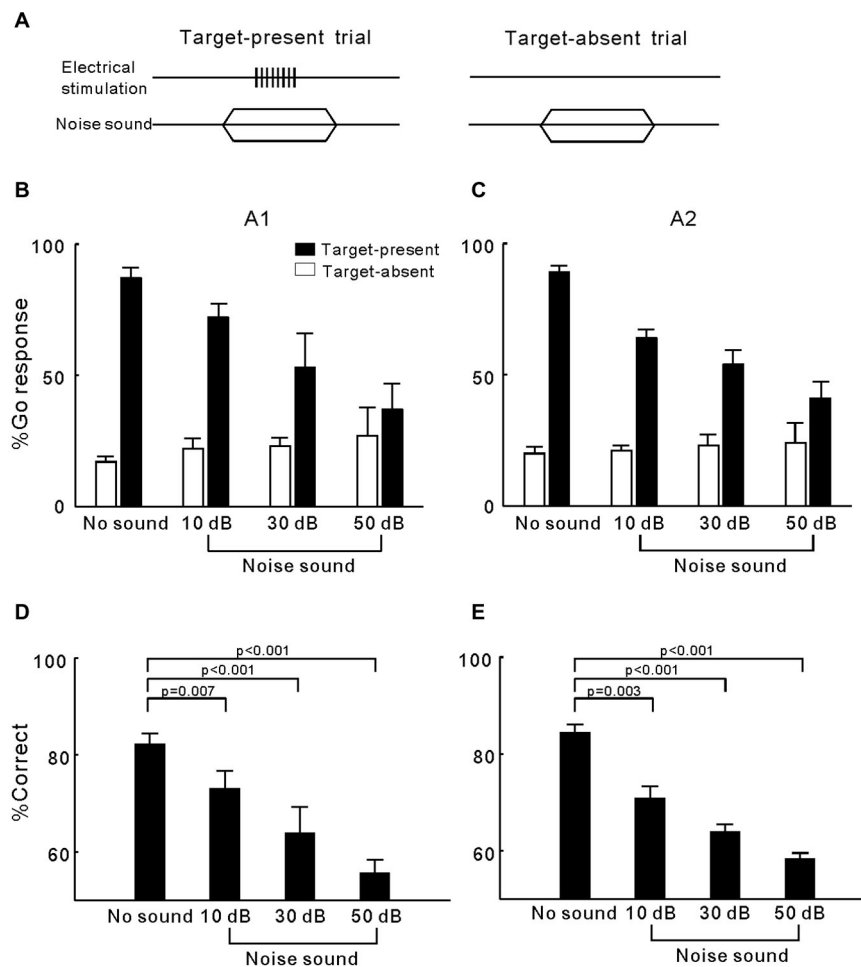 A
Target-present trial
Target-absent trial
Electrical
stimulation
Noise sound
B
A1
Target-present
Target-absent
%Go response
100
50
0
No sound 10 dB 30 dB 50 dB
Noise sound
C
A2
100
50
0
No sound 10 dB 30 dB 50 dB
Noise sound
D
p<0.001
p<0.001
p=0.007
%Correct
100
80
60
No sound 10 dB 30 dB 50 dB
Noise sound
E
p<0.001
p<0.001
p=0.003
100
80
60
No sound 10 dB 30 dB 50 dB
Noise sound